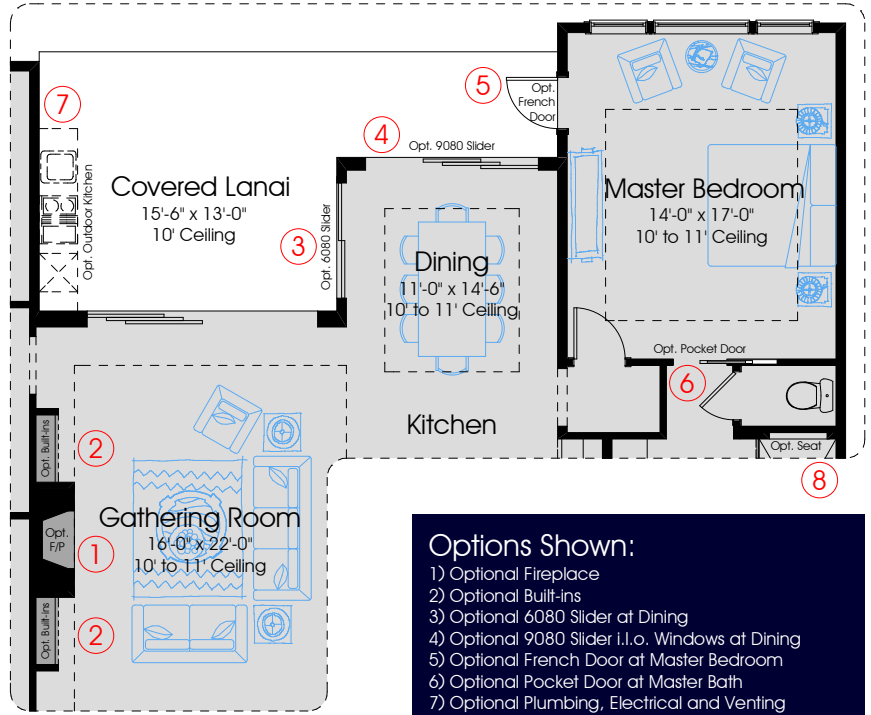 5
Opt.
French
Door
7
4
Opt. 9080 Slider
Opt. Outdoor Kitchen
Covered Lanai
15'-6" x 13'-0"
10' Ceiling
3
Opt. 6080 Slider
Dining
11'-0" x 14'-6"
10' to 11' Ceiling
Master Bedroom
14'-0" x 17'-0"
10' to 11' Ceiling
Opt. Pocket Door
6
Kitchen
Opt. Seat
8
Opt. Built-ins
2
Gathering Room
16'-0" x 22'-0"
10' to 11' Ceiling
Opt.
F/P
1
Opt. Built-ins
2
Options Shown:
1) Optional Fireplace
2) Optional Built-ins
3) Optional 6080 Slider at Dining
4) Optional 9080 Slider i.l.o. Windows at Dining
5) Optional French Door at Master Bedroom
6) Optional Pocket Door at Master Bath
7) Optional Plumbing, Electrical and Venting